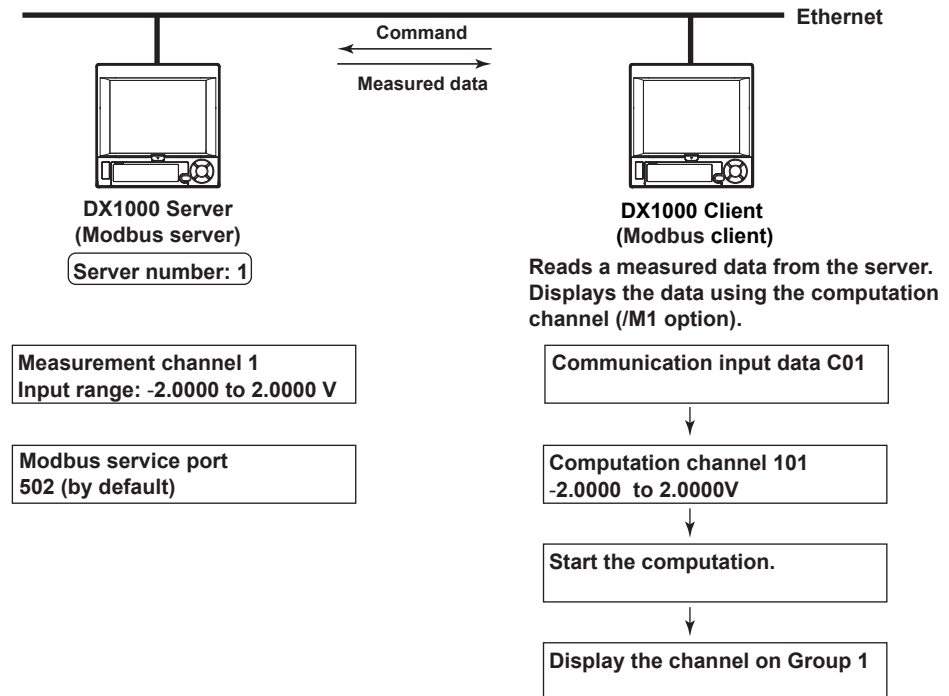 Ethernet
Command
Measured data
DX1000 Server
(Modbus server)
Server number: 1
DX1000 Client
(Modbus client)
Reads a measured data from the server.
Displays the data using the computation
channel (/M1 option).
Measurement channel 1
Input range: -2.0000 to 2.0000 V
Modbus service port
502 (by default)
Communication input data C01
Computation channel 101
-2.0000 to 2.0000V
Start the computation.
Display the channel on Group 1